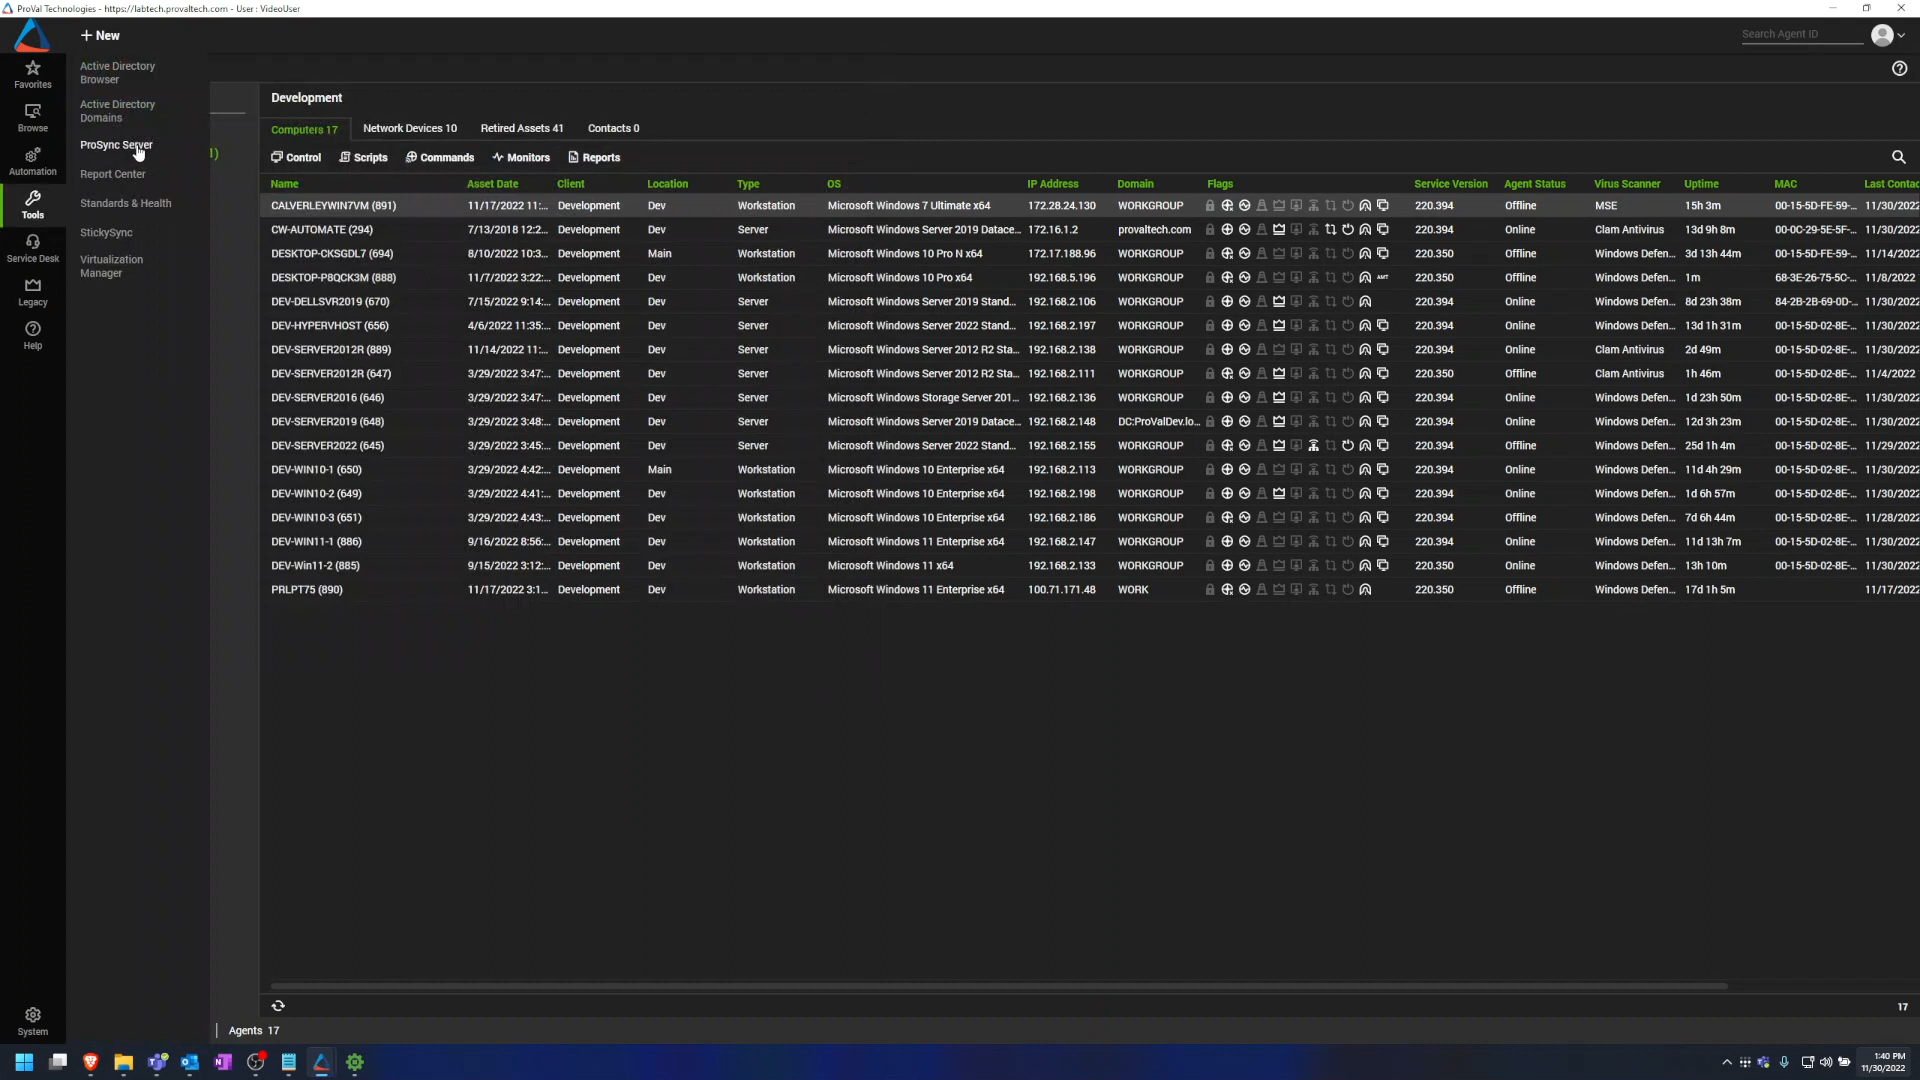 ProVal Technologies - https://labtech.provaltech.com - User : VideoUser
+ New
Search Agent ID
Favorites
Browse
Automation
Tools
Service Desk
Legacy
Help
System
Active Directory
Browser
Active Directory
Domains
ProSync Server
Report Center
Standards & Health
StickySync
Virtualization
Manager
1)
Development
Computers 17 Network Devices 10 Retired Assets 41 Contacts 0
Control Scripts Commands Monitors Reports
Name Asset Date Client Location Type OS IP Address Domain Flags Service Version Agent Status Virus Scanner Uptime MAC Last Contac
CALVERLEYWIN7VM (891) 11/17/2022 11:... Development Dev Workstation Microsoft Windows 7 Ultimate x64 172.28.24.130 WORKGROUP 220.394 Offline MSE 15h 3m 00-15-5D-FE-59-... 11/30/2022
CW-AUTOMATE (294) 7/13/2018 12:2... Development Dev Server Microsoft Windows Server 2019 Datace... 172.16.1.2 provaltech.com 220.394 Online Clam Antivirus 13d 9h 8m 00-0C-29-5E-5F-... 11/30/2022
DESKTOP-CKSGDL7 (694) 8/10/2022 10:3... Development Main Workstation Microsoft Windows 10 Pro N x64 172.17.188.96 WORKGROUP 220.350 Offline Windows Defen... 3d 13h 44m 00-15-5D-FE-59-... 11/14/2022
DESKTOP-P8QCK3M (888) 11/7/2022 3:22:... Development Main Workstation Microsoft Windows 10 Pro x64 192.168.5.196 WORKGROUP AMT 220.350 Offline Windows Defen... 1m 68-3E-26-75-5C-... 11/8/2022
DEV-DELLSVR2019 (670) 7/15/2022 9:14:... Development Dev Server Microsoft Windows Server 2019 Stand... 192.168.2.106 WORKGROUP 220.394 Online Windows Defen... 8d 23h 38m 84-2B-2B-69-0D-... 11/30/2022
DEV-HYPERVHOST (656) 4/6/2022 11:35:... Development Dev Server Microsoft Windows Server 2022 Stand... 192.168.2.197 WORKGROUP 220.394 Online Windows Defen... 13d 1h 31m 00-15-5D-02-8E-... 11/30/2022
DEV-SERVER2012R (889) 11/14/2022 11:... Development Dev Server Microsoft Windows Server 2012 R2 Sta... 192.168.2.138 WORKGROUP 220.394 Online Clam Antivirus 2d 49m 00-15-5D-02-8E-... 11/30/2022
DEV-SERVER2012R (647) 3/29/2022 3:47:... Development Dev Server Microsoft Windows Server 2012 R2 Sta... 192.168.2.111 WORKGROUP 220.350 Offline Clam Antivirus 1h 46m 00-15-5D-02-8E-... 11/4/2022
DEV-SERVER2016 (646) 3/29/2022 3:47:... Development Dev Server Microsoft Windows Storage Server 201... 192.168.2.136 WORKGROUP 220.394 Online Windows Defen... 1d 23h 50m 00-15-5D-02-8E-... 11/30/2022
DEV-SERVER2019 (648) 3/29/2022 3:48:... Development Dev Server Microsoft Windows Server 2019 Datace... 192.168.2.148 DC:ProValDev.lo... 220.394 Online Windows Defen... 12d 3h 23m 00-15-5D-02-8E-... 11/30/2022
DEV-SERVER2022 (645) 3/29/2022 3:45:... Development Dev Server Microsoft Windows Server 2022 Stand... 192.168.2.155 WORKGROUP 220.394 Offline Windows Defen... 25d 1h 4m 00-15-5D-02-8E-... 11/29/2022
DEV-WIN10-1 (650) 3/29/2022 4:42:... Development Main Workstation Microsoft Windows 10 Enterprise x64 192.168.2.113 WORKGROUP 220.394 Online Windows Defen... 11d 4h 29m 00-15-5D-02-8E-... 11/30/2022
DEV-WIN10-2 (649) 3/29/2022 4:41:... Development Dev Workstation Microsoft Windows 10 Enterprise x64 192.168.2.198 WORKGROUP 220.394 Online Windows Defen... 1d 6h 57m 00-15-5D-02-8E-... 11/30/2022
DEV-WIN10-3 (651) 3/29/2022 4:43:... Development Dev Workstation Microsoft Windows 10 Enterprise x64 192.168.2.186 WORKGROUP 220.394 Offline Windows Defen... 7d 6h 44m 00-15-5D-02-8E-... 11/28/2022
DEV-WIN11-1 (886) 9/16/2022 8:56:... Development Dev Workstation Microsoft Windows 11 Enterprise x64 192.168.2.147 WORKGROUP 220.394 Online Windows Defen... 11d 13h 7m 00-15-5D-02-8E-... 11/30/2022
DEV-Win11-2 (885) 9/15/2022 3:12:... Development Dev Workstation Microsoft Windows 11 x64 192.168.2.133 WORKGROUP 220.350 Online Windows Defen... 13h 10m 00-15-5D-02-8E-... 11/30/2022
PRLPT75 (890) 11/17/2022 3:1... Development Dev Workstation Microsoft Windows 11 Enterprise x64 100.71.171.48 WORK 220.350 Offline Windows Defen... 17d 1h 5m 11/17/2022
17
Agents 17
1:40 PM
11/30/2022